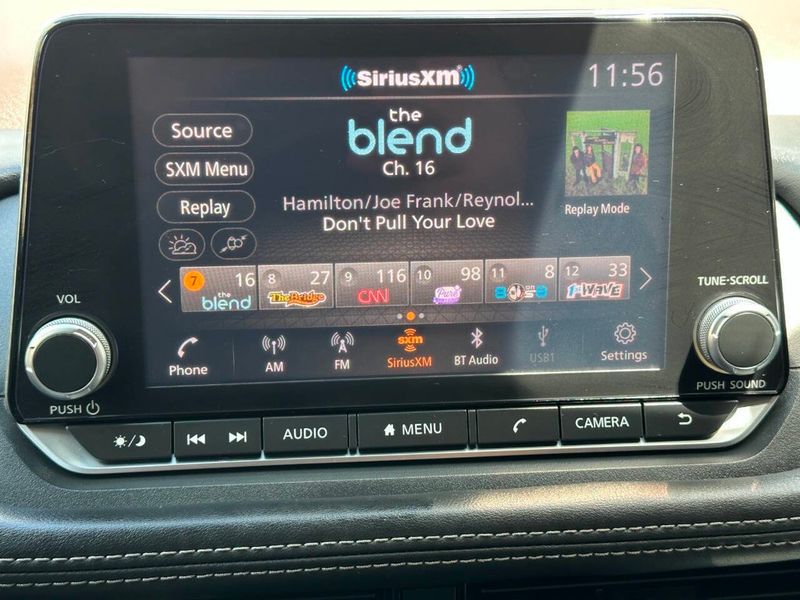 SiriusXM
11:56
the
blend
Ch. 16
Source
SXM Menu
Replay
Hamilton/Joe Frank/Reynol...
Don't Pull Your Love
Replay Mode
7 16 the blend
8 27 The Bridge
9 116 CNN
10 98
11 8 80s on 8
12 33 1st WAVE
Phone
AM
FM
sxm
SiriusXM
BT Audio
USB1
Settings
VOL
PUSH
TUNE·SCROLL
PUSH SOUND
AUDIO
MENU
CAMERA